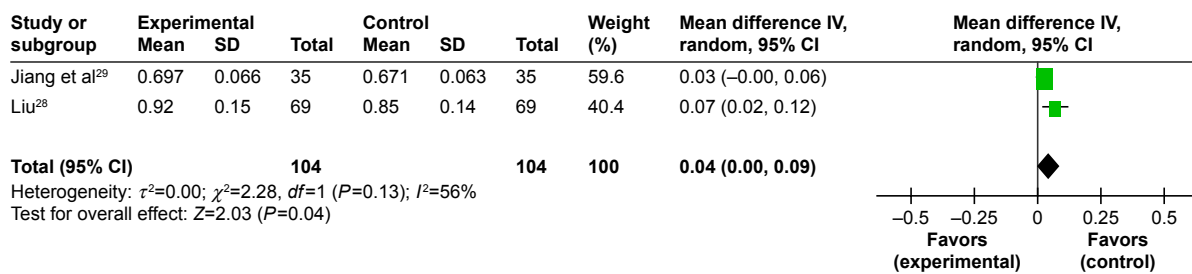 Study or subgroup Experimental Control Weight (%) Mean difference IV, random, 95% CI Mean difference IV, random, 95% CI
Mean SD Total Mean SD Total
Jiang et al²⁹ 0.697 0.066 35 0.671 0.063 35 59.6 0.03 (–0.00, 0.06)
Liu²⁸ 0.92 0.15 69 0.85 0.14 69 40.4 0.07 (0.02, 0.12)
Total (95% CI) 104 104 100 0.04 (0.00, 0.09)
Heterogeneity: τ²=0.00; χ²=2.28, df=1 (P=0.13); I²=56%
Test for overall effect: Z=2.03 (P=0.04)
–0.5 –0.25 0 0.25 0.5
Favors (experimental) Favors (control)